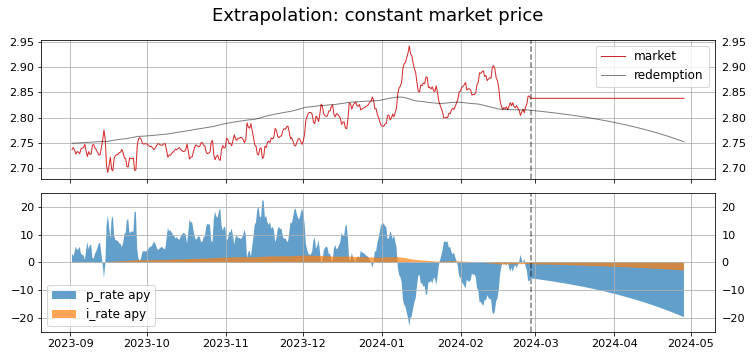 Extrapolation: constant market price
2.95 2.95
2.90 2.90
2.85 2.85
2.80 2.80
2.75 2.75
2.70 2.70
market
redemption
20 20
10 10
0 0
−10 −10
−20 −20
p_rate apy
i_rate apy
2023-09 2023-10 2023-11 2023-12 2024-01 2024-02 2024-03 2024-04 2024-05